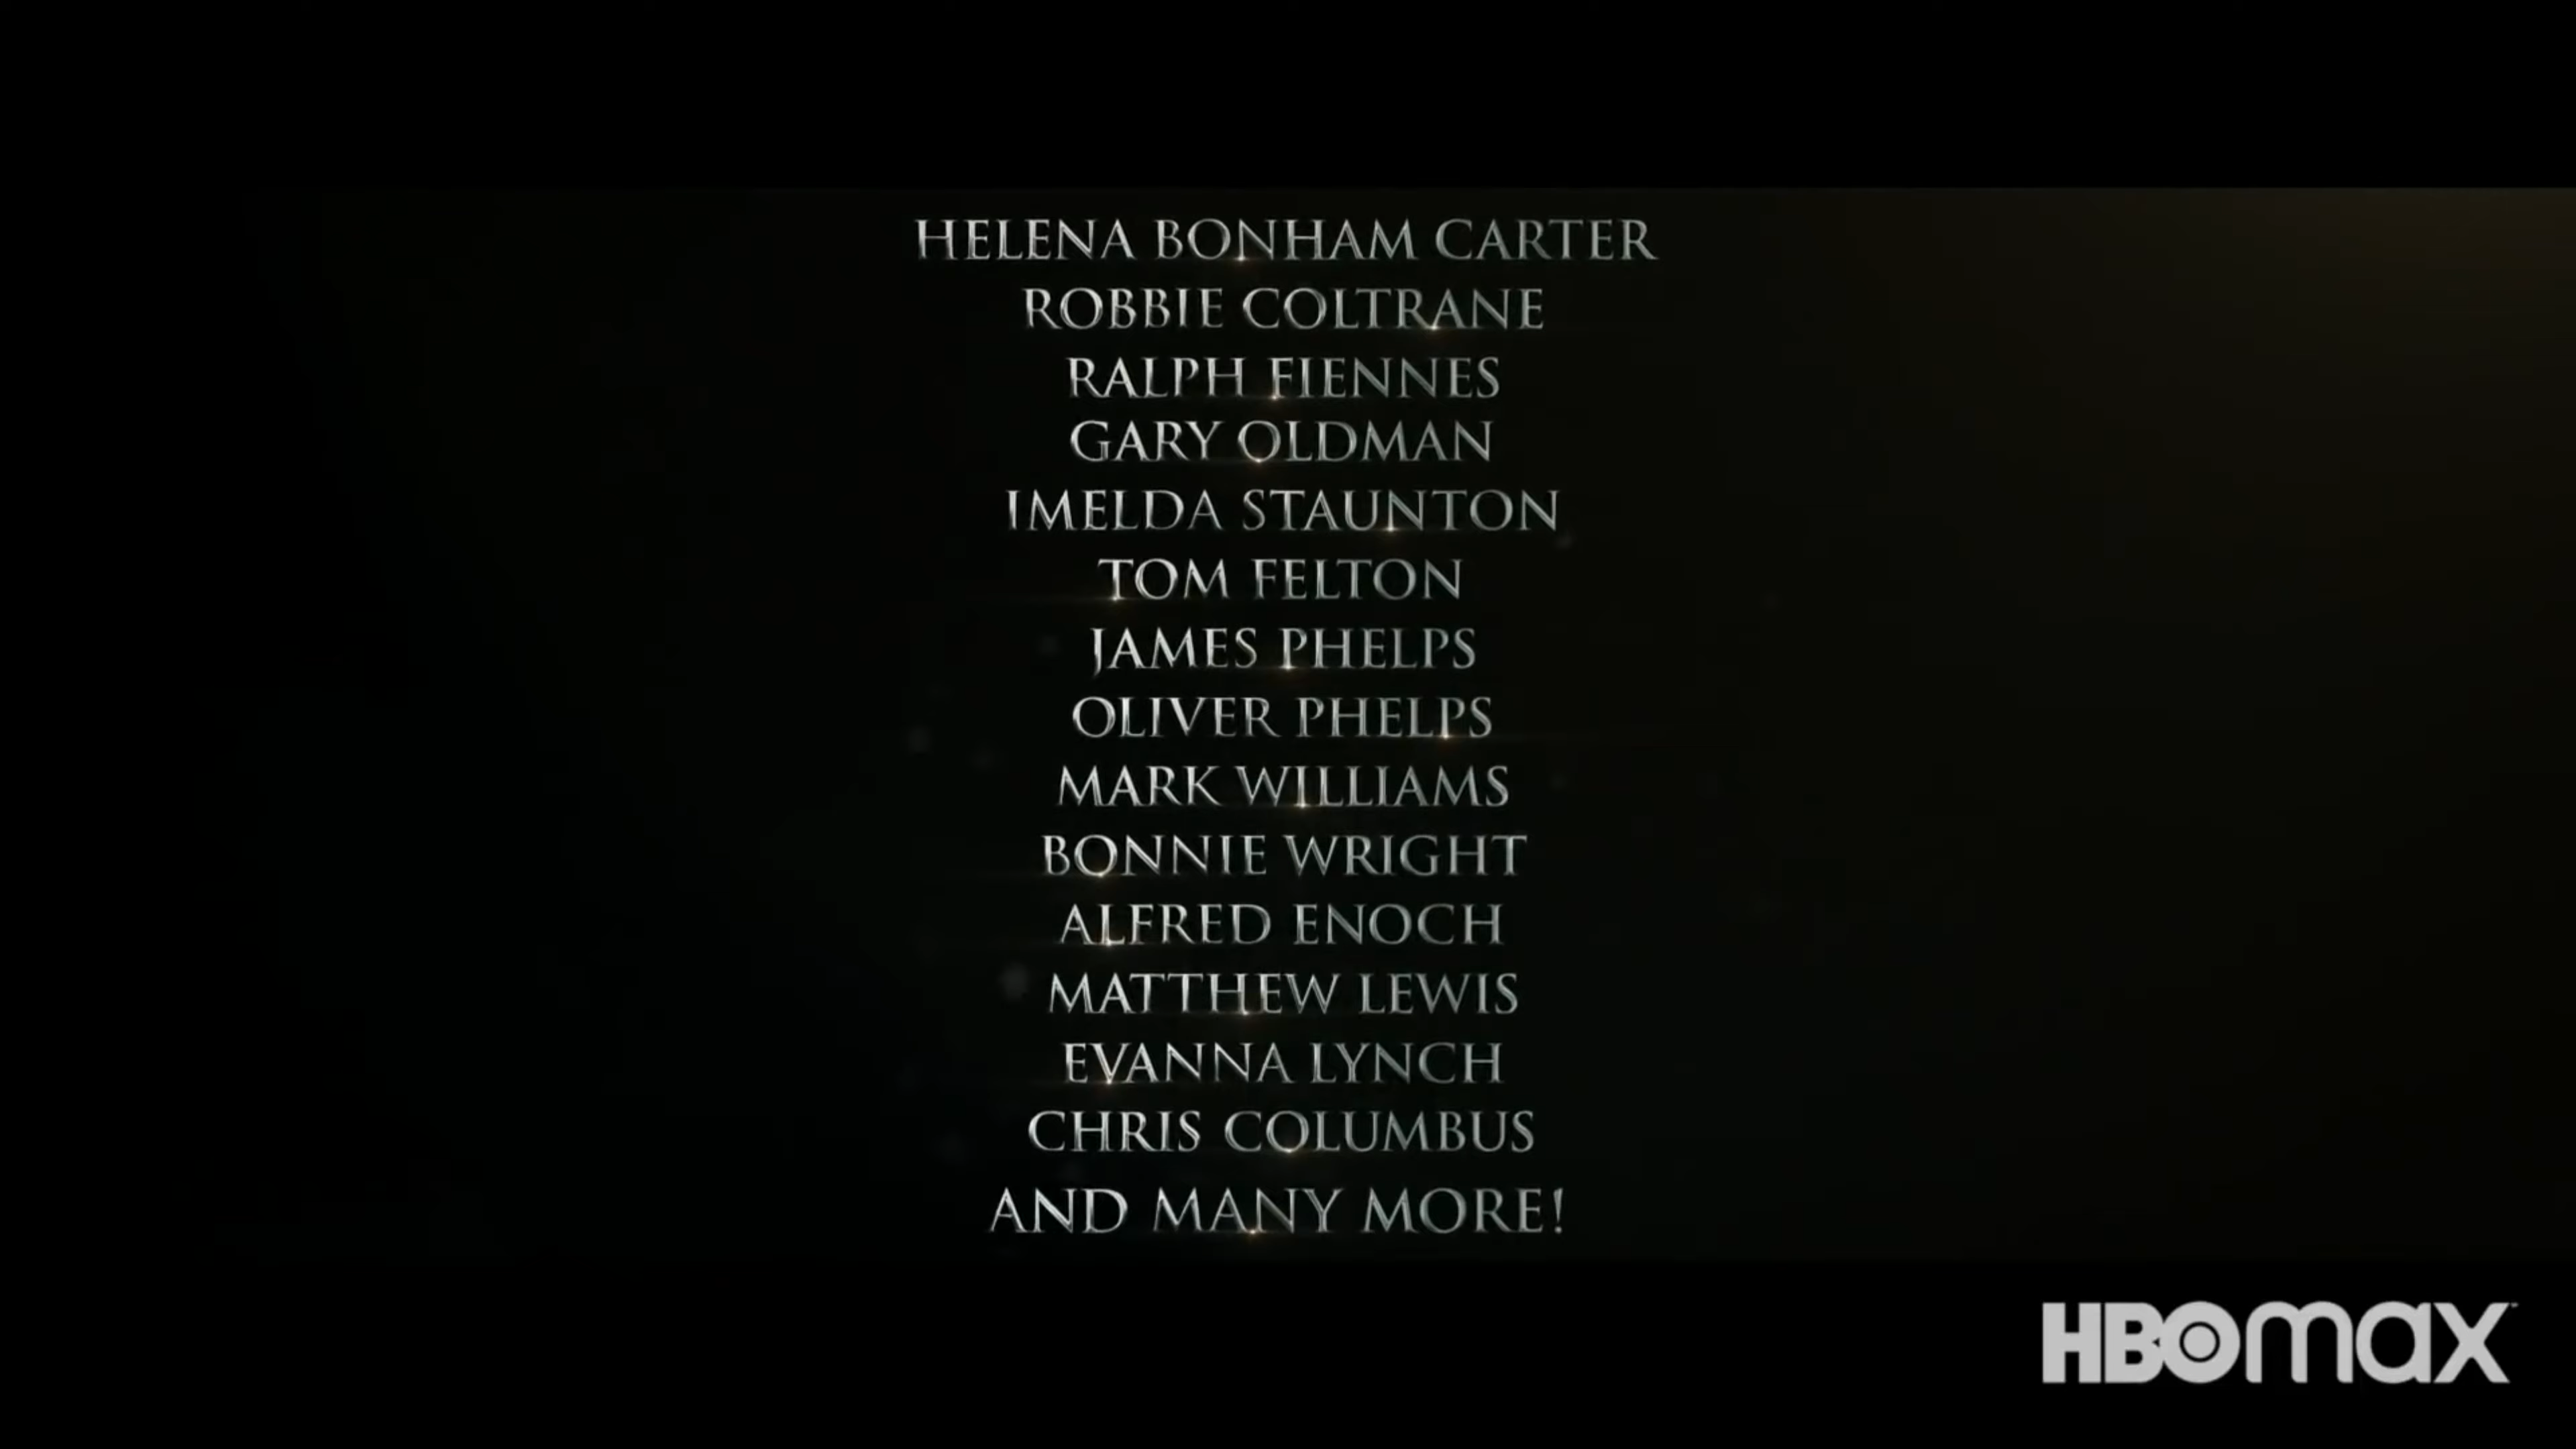 HELENA BONHAM CARTER
ROBBIE COLTRANE
RALPH FIENNES
GARY OLDMAN
IMELDA STAUNTON
TOM FELTON
JAMES PHELPS
OLIVER PHELPS
MARK WILLIAMS
BONNIE WRIGHT
ALFRED ENOCH
MATTHEW LEWIS
EVANNA LYNCH
CHRIS COLUMBUS
AND MANY MORE!
HBOmax™